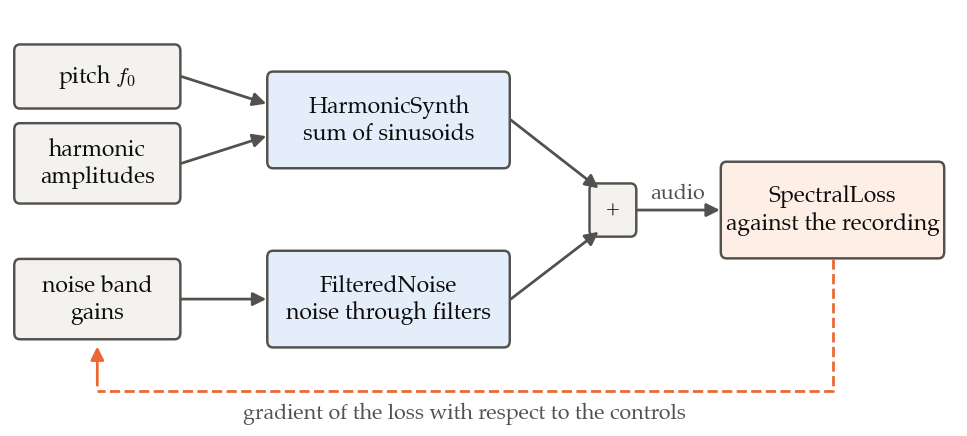 pitch f₀
harmonic
amplitudes
HarmonicSynth
sum of sinusoids
noise band
gains
FilteredNoise
noise through filters
+
audio
SpectralLoss
against the recording
gradient of the loss with respect to the controls